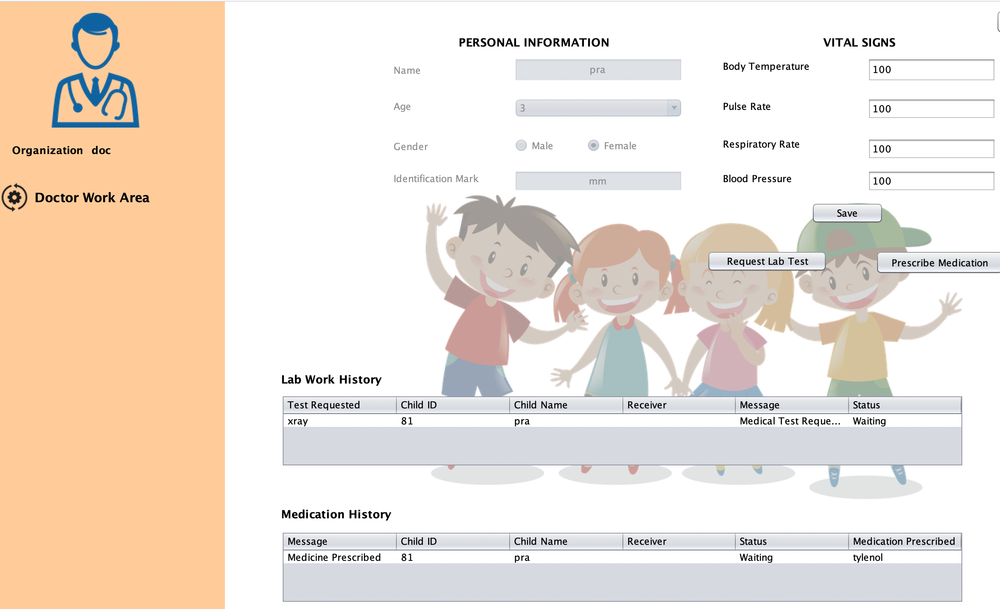 Organization doc
Doctor Work Area
PERSONAL INFORMATION
Name pra
Age 3
Gender Male Female
Identification Mark mm
VITAL SIGNS
Body Temperature 100
Pulse Rate 100
Respiratory Rate 100
Blood Pressure 100
Save
Request Lab Test Prescribe Medication
Lab Work History
Test Requested Child ID Child Name Receiver Message Status
xray 81 pra Medical Test Reque... Waiting
Medication History
Message Child ID Child Name Receiver Status Medication Prescribed
Medicine Prescribed 81 pra Waiting tylenol